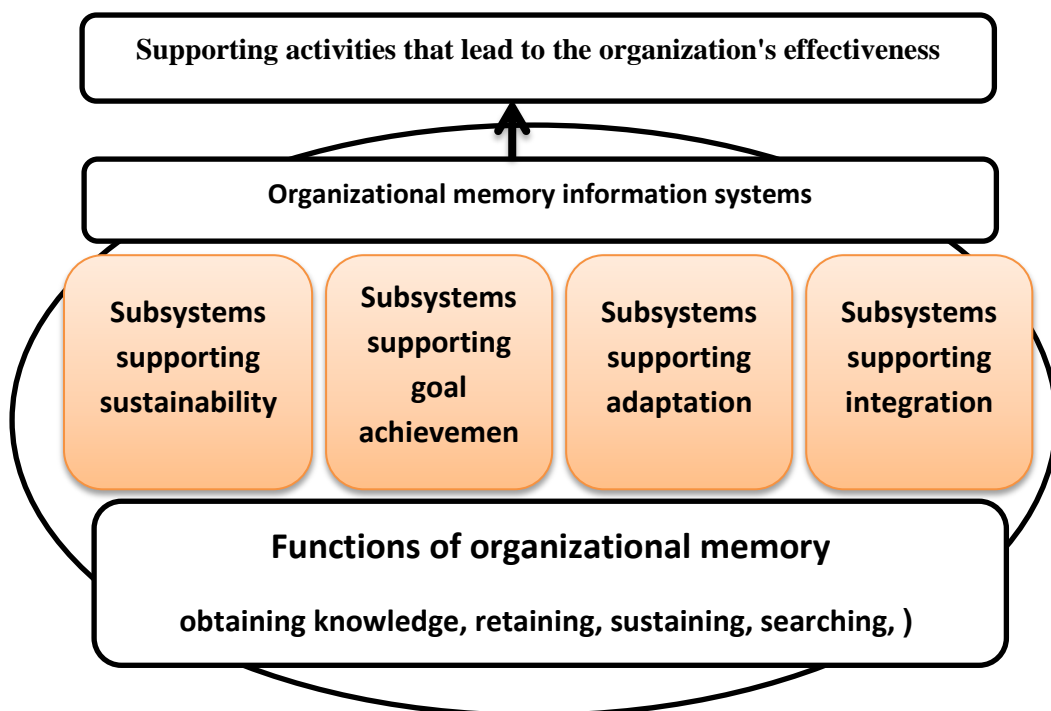 Supporting activities that lead to the organization's effectiveness
Organizational memory information systems
Subsystems
supporting
sustainability
Subsystems
supporting
goal
achievemen
Subsystems
supporting
adaptation
Subsystems
supporting
integration
Functions of organizational memory
obtaining knowledge, retaining, sustaining, searching, )